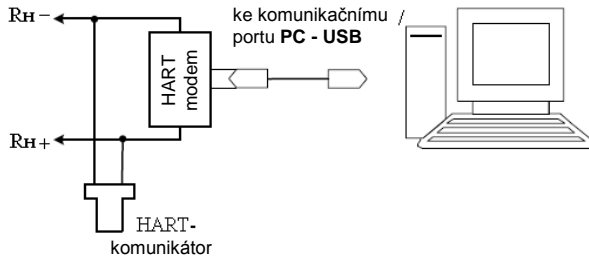 RH−
ke komunikačnímu /
portu PC - USB
HART
modem
RH+
HART-
komunikátor